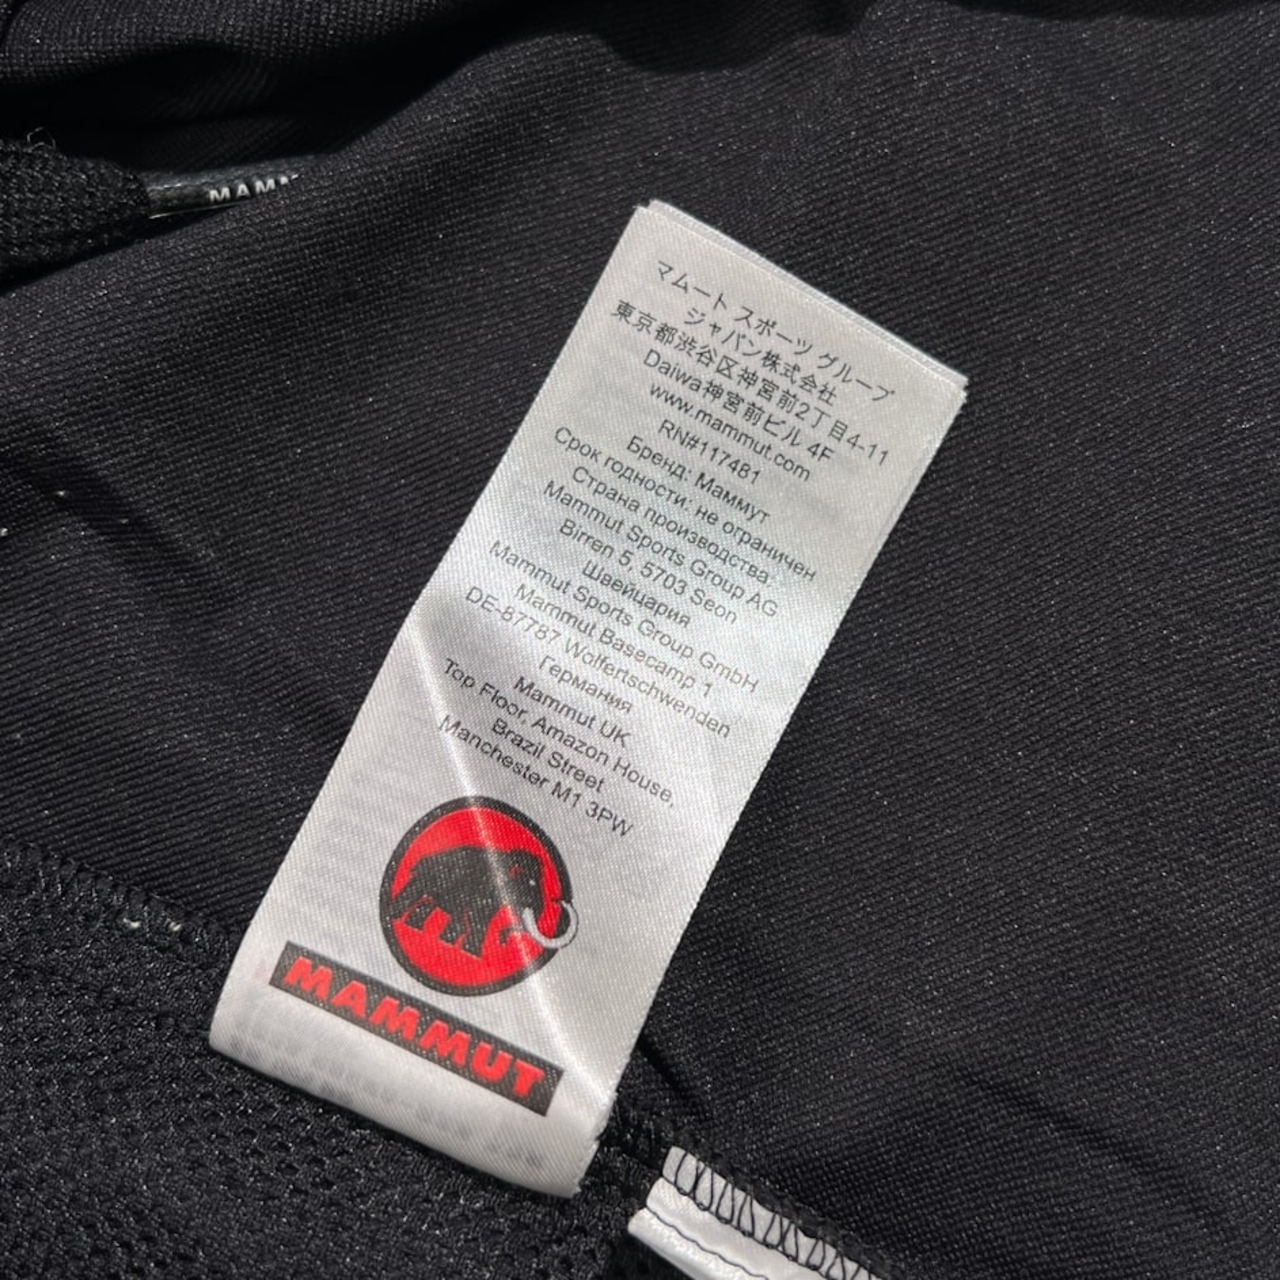 MAMM
マムート スポーツ グループ
ジャパン株式会社
東京都渋谷区神宮前2丁目4-11
Daiwa神宮前ビル 4F
www.mammut.com
RN#117481
Бренд: Маммут
Срок годности: не ограничен
Страна производства:
Mammut Sports Group AG
Birren 5, 5703 Seon
Швейцария
Mammut Sports Group GmbH
Mammut Basecamp 1
DE-87787 Wolfertschwenden
Германия
Mammut UK
Top Floor, Amazon House,
Brazil Street
Manchester M1 3PW
MAMMUT